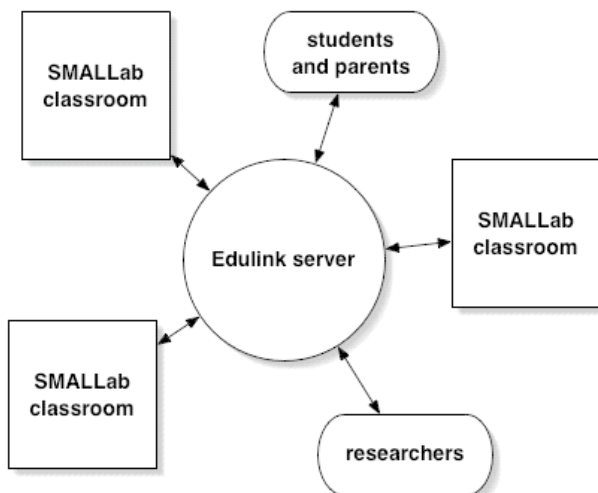 SMALLab
classroom
students
and parents
SMALLab
classroom
Edulink server
SMALLab
classroom
researchers